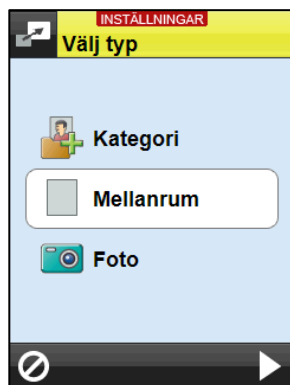 INSTÄLLNINGAR
Välj typ
Kategori
Mellanrum
Foto